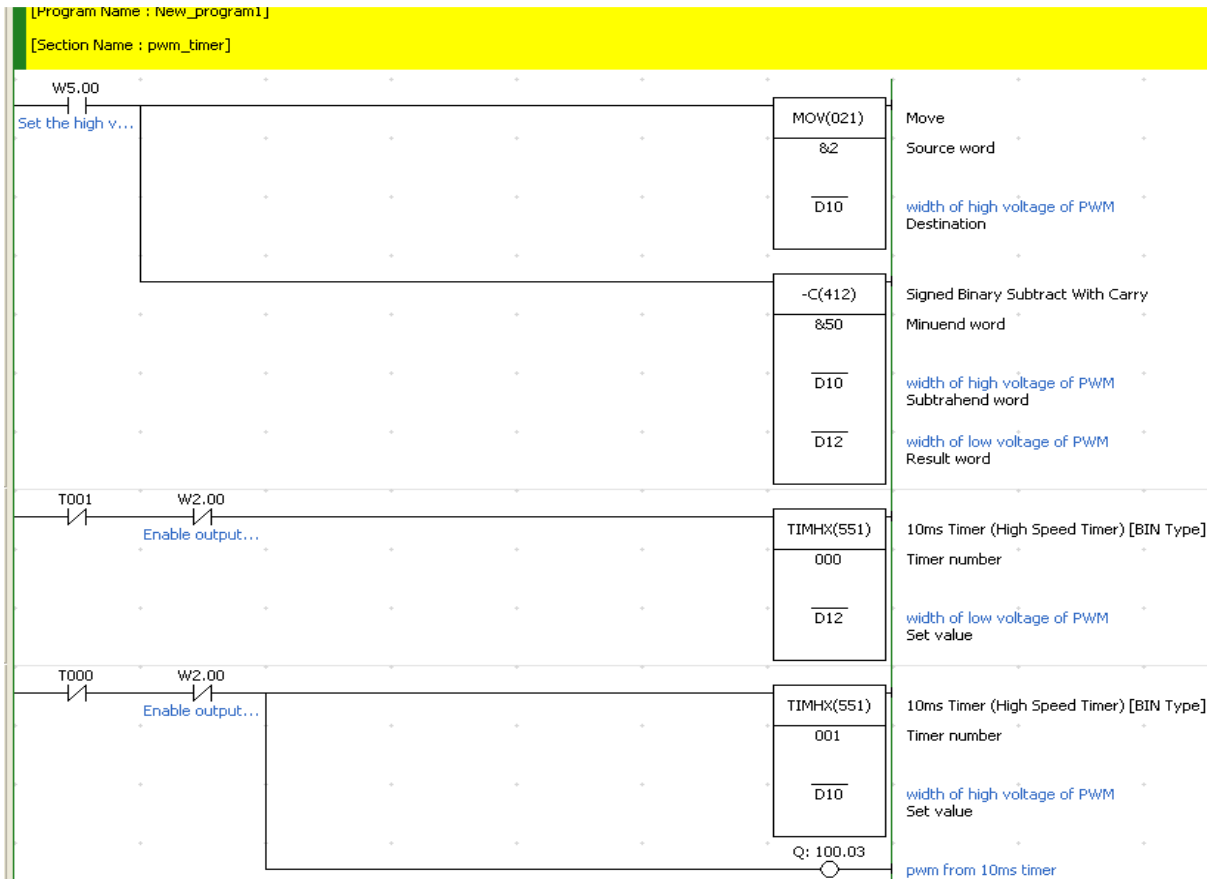 [Program Name : New_program1]
[Section Name : pwm_timer]
W5.00
Set the high v...
MOV(021) Move
&2 Source word
D10 width of high voltage of PWM
Destination
-C(412) Signed Binary Subtract With Carry
&50 Minuend word
D10 width of high voltage of PWM
Subtrahend word
D12 width of low voltage of PWM
Result word
T001 W2.00
Enable output...
TIMHX(551) 10ms Timer (High Speed Timer) [BIN Type]
000 Timer number
D12 width of low voltage of PWM
Set value
T000 W2.00
Enable output...
TIMHX(551) 10ms Timer (High Speed Timer) [BIN Type]
001 Timer number
D10 width of high voltage of PWM
Set value
Q: 100.03
pwm from 10ms timer